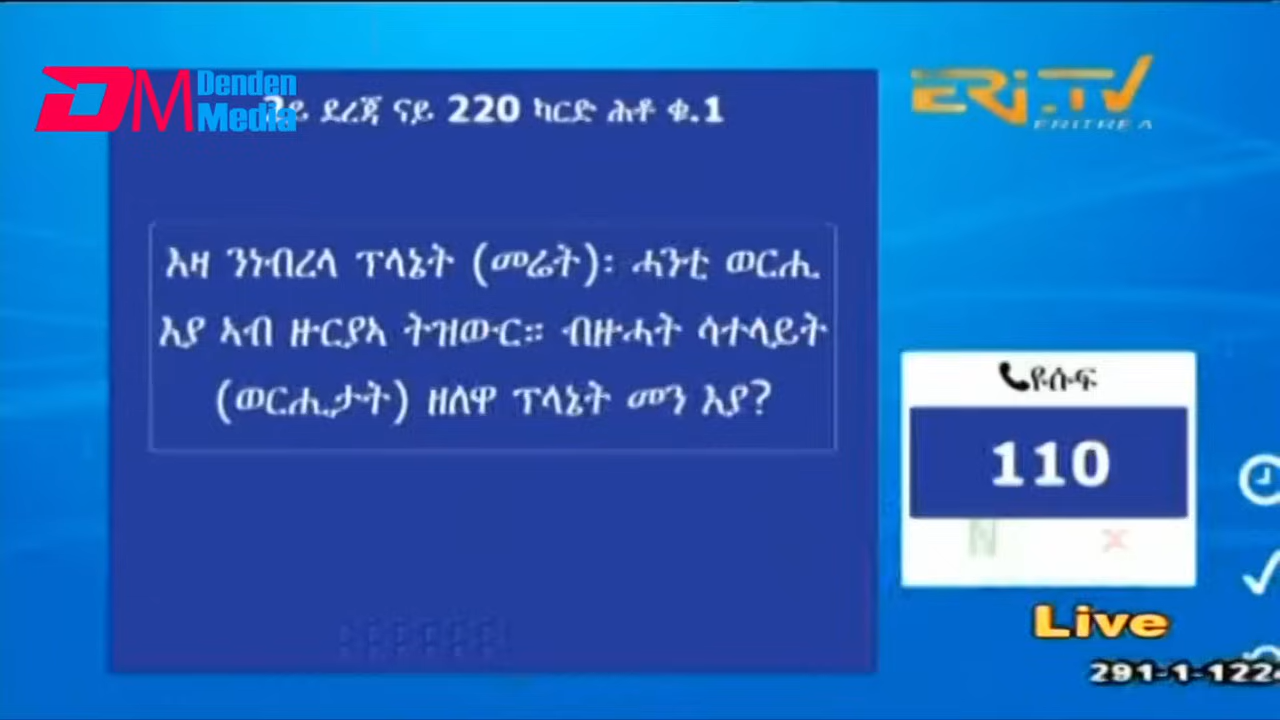 DM Denden Media
ይ ደረጃ ናይ 220 ካርድ ሕቶ ቁ.1
ERi.TV
ERITREA
እዛ ንነብረላ ፕላኔት (መሬት)፡ ሓንቲ ወርሒ
እያ ኣብ ዙርያኣ ትዝውር። ብዙሓት ሳተላይት
(ወርሒታት) ዘለዋ ፕላኔት መን እያ?
ዩሱፍ
110
N x
Live
291-1-122